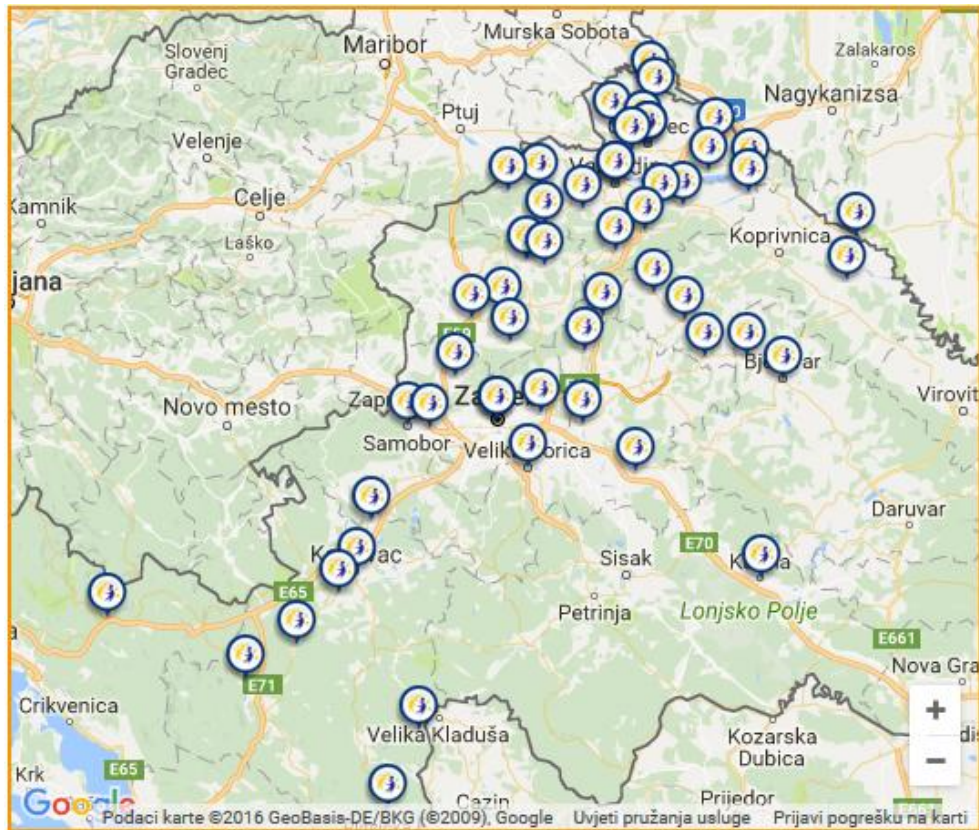 Murska Sobota
Maribor
Zalakaros
Slovenj
Gradec
Nagykanizsa
Ptuj
Velenje
Celje
Kamnik
Laško
Koprivnica
jana
E59
Virovit
Novo mesto
Samobor
Daruvar
E70
Sisak
E65
Petrinja
Lonjsko Polje
E661
Nova Gra
E71
Crikvenica
Velika Kladuša
Kozarska
Dubica
+
−
Krk
E65
Cazin
Prijedor
Google
Podaci karte ©2016 GeoBasis-DE/BKG (©2009), Google Uvjeti pružanja usluge Prijavi pogrešku na karti